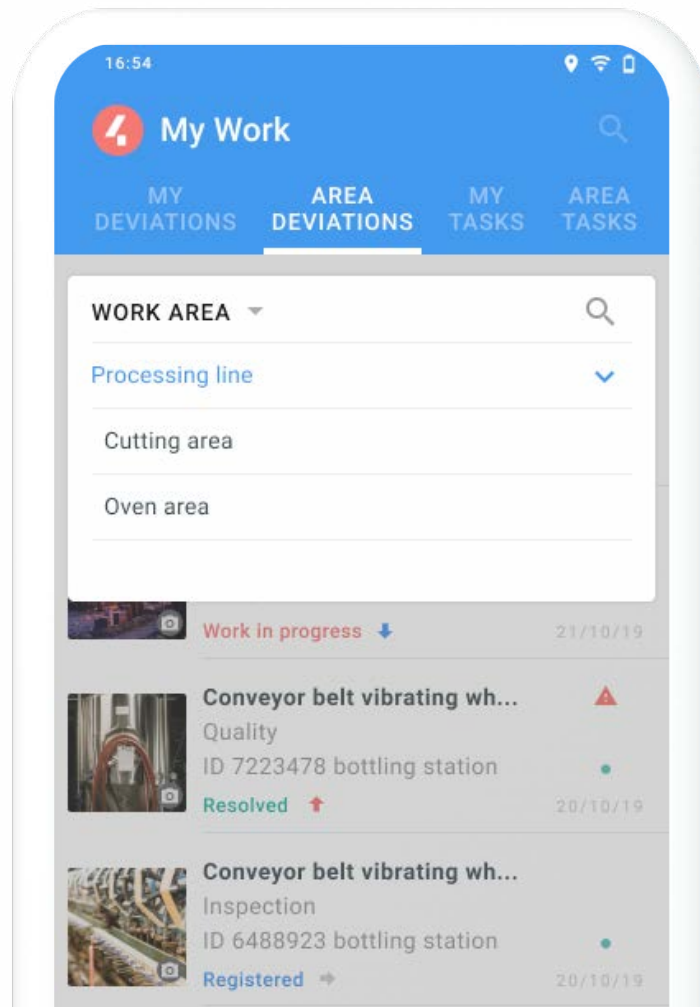 16:54
My Work
MY DEVIATIONS
AREA DEVIATIONS
MY TASKS
AREA TASKS
WORK AREA
Processing line
Cutting area
Oven area
Work in progress
21/10/19
Conveyor belt vibrating wh...
Quality
ID 7223478 bottling station
Resolved
20/10/19
Conveyor belt vibrating wh...
Inspection
ID 6488923 bottling station
Registered
20/10/19